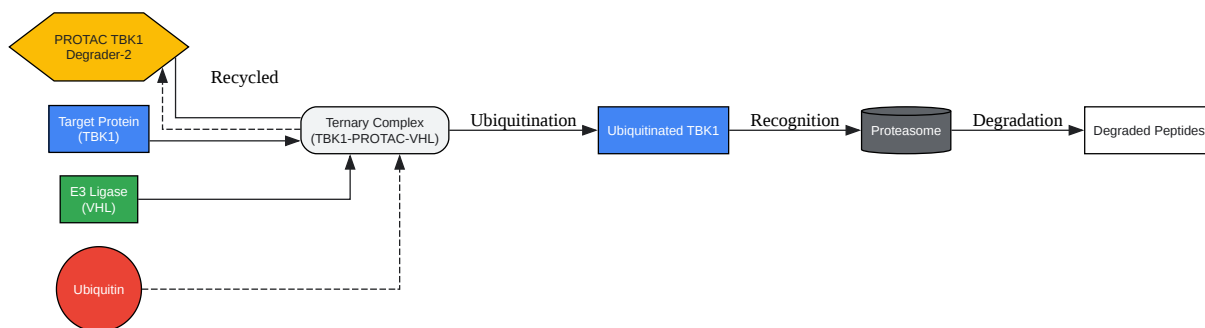 PROTAC TBK1
Degrader-2
Recycled
Target Protein
(TBK1)
Ternary Complex
(TBK1-PROTAC-VHL)
Ubiquitination
Ubiquitinated TBK1
Recognition
Proteasome
Degradation
Degraded Peptides
E3 Ligase
(VHL)
Ubiquitin